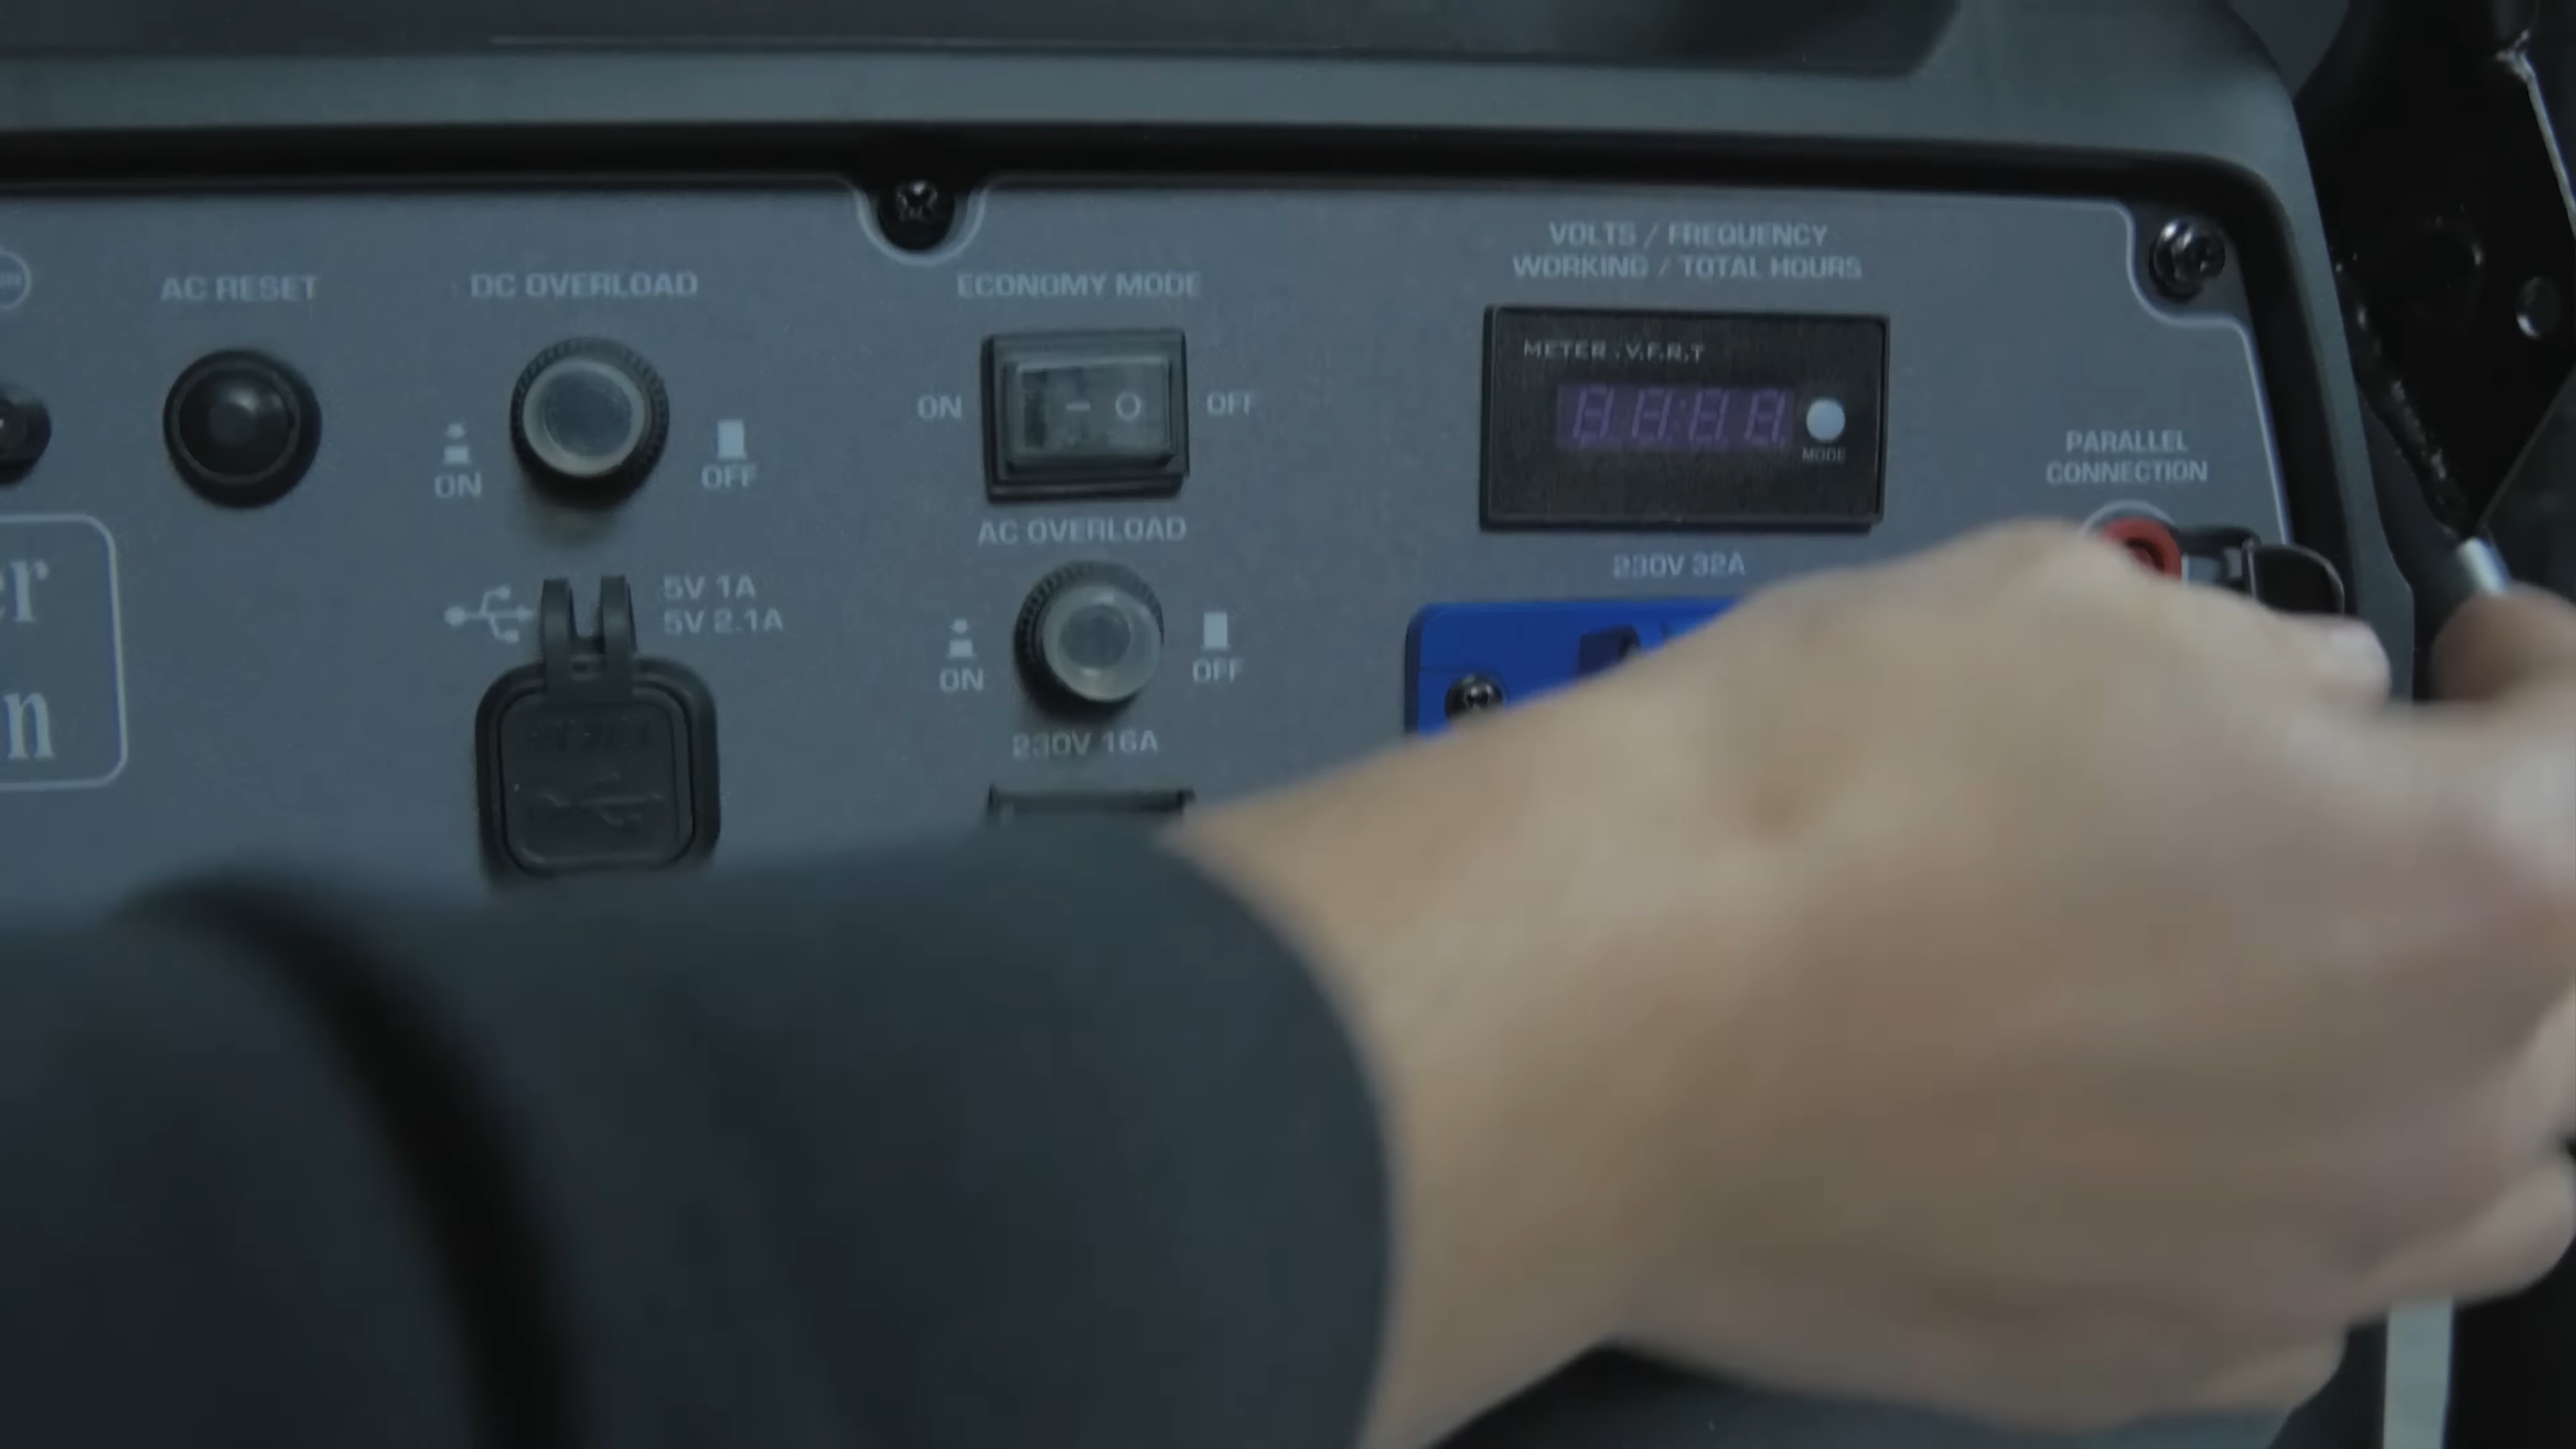 VOLTS / FREQUENCY
WORKING / TOTAL HOURS
AC RESET
DC OVERLOAD
ECONOMY MODE
METER . V.F.R.T
ON
OFF
MODE
ON
OFF
PARALLEL
CONNECTION
AC OVERLOAD
230V 32A
5V 1A
5V 2.1A
er
ON
OFF
n
230V 16A